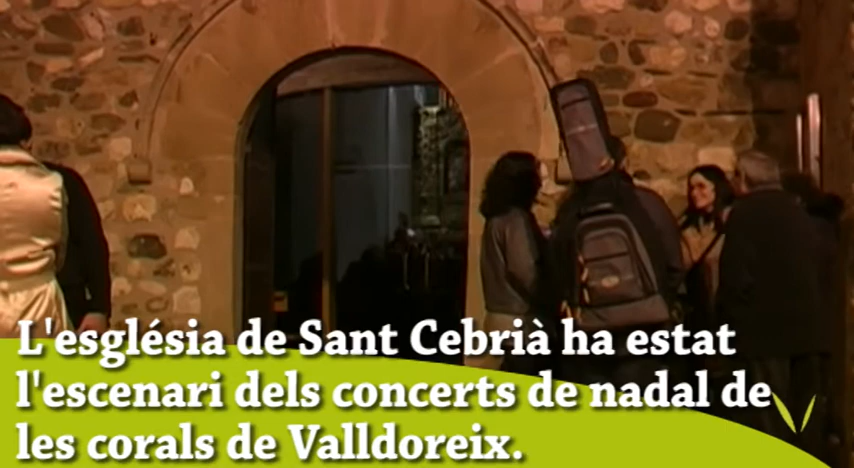 L'església de Sant Cebrià ha estat
l'escenari dels concerts de nadal de
les corals de Valldoreix.